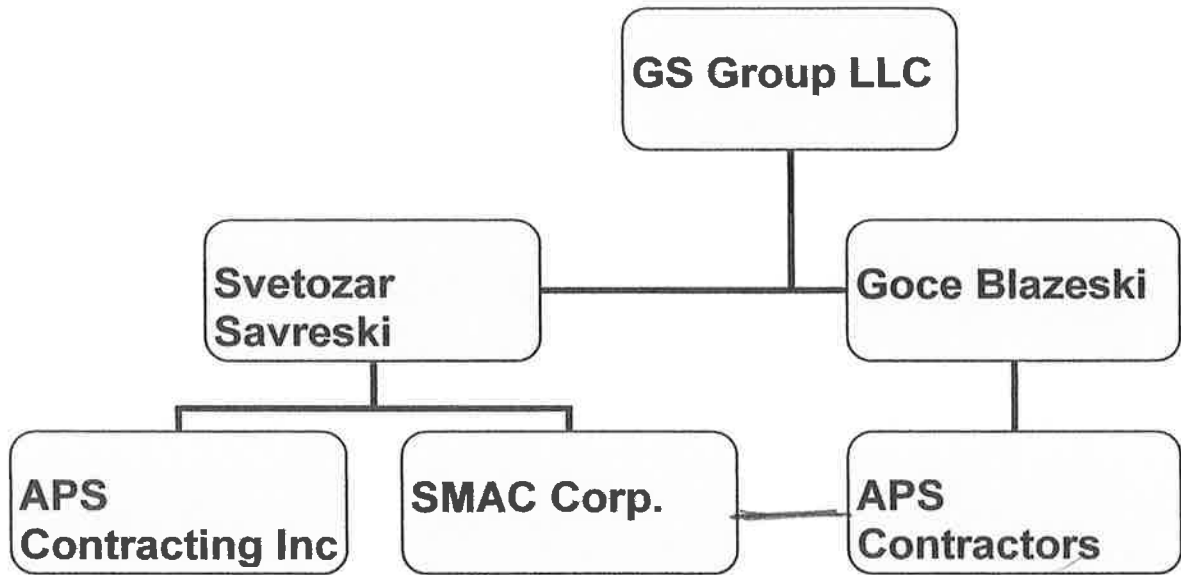 GS Group LLC
Svetozar
Savreski
Goce Blazeski
APS
Contracting Inc
SMAC Corp.
APS
Contractors